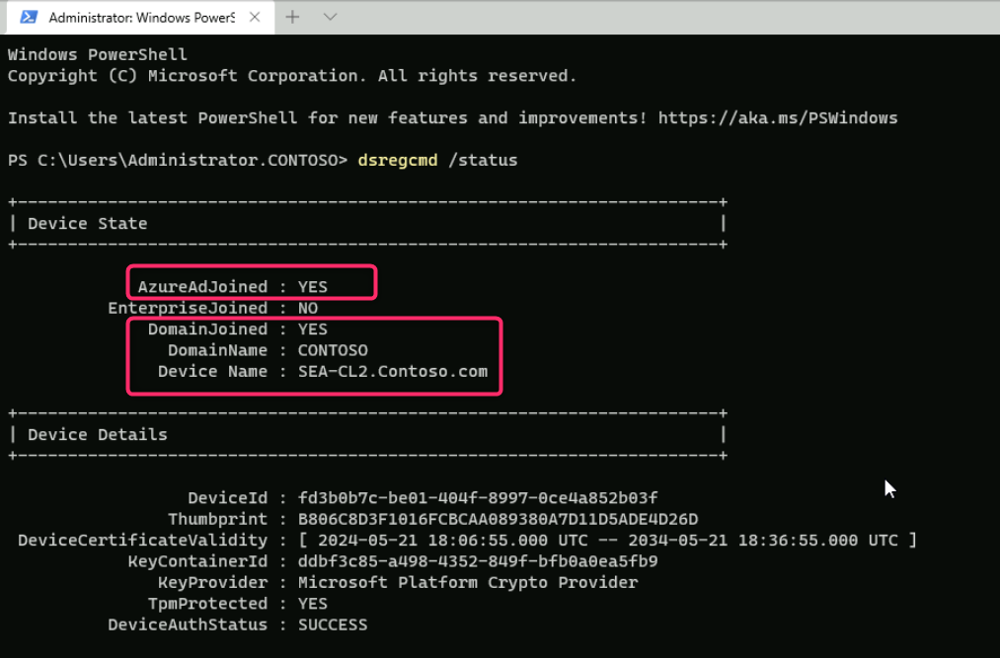 Administrator: Windows PowerS
Windows PowerShell
Copyright (C) Microsoft Corporation. All rights reserved.
Install the latest PowerShell for new features and improvements! https://aka.ms/PSWindows
PS C:\Users\Administrator.CONTOSO> dsregcmd /status
+----------------------------------------------------------------------+
| Device State                                                         |
+----------------------------------------------------------------------+
AzureAdJoined : YES
EnterpriseJoined : NO
DomainJoined : YES
DomainName : CONTOSO
Device Name : SEA-CL2.Contoso.com
+----------------------------------------------------------------------+
| Device Details                                                       |
+----------------------------------------------------------------------+
DeviceId : fd3b0b7c-be01-404f-8997-0ce4a852b03f
Thumbprint : B806C8D3F1016FCBCAA089380A7D11D5ADE4D26D
DeviceCertificateValidity : [ 2024-05-21 18:06:55.000 UTC -- 2034-05-21 18:36:55.000 UTC ]
KeyContainerId : ddbf3c85-a498-4352-849f-bfb0a0ea5fb9
KeyProvider : Microsoft Platform Crypto Provider
TpmProtected : YES
DeviceAuthStatus : SUCCESS